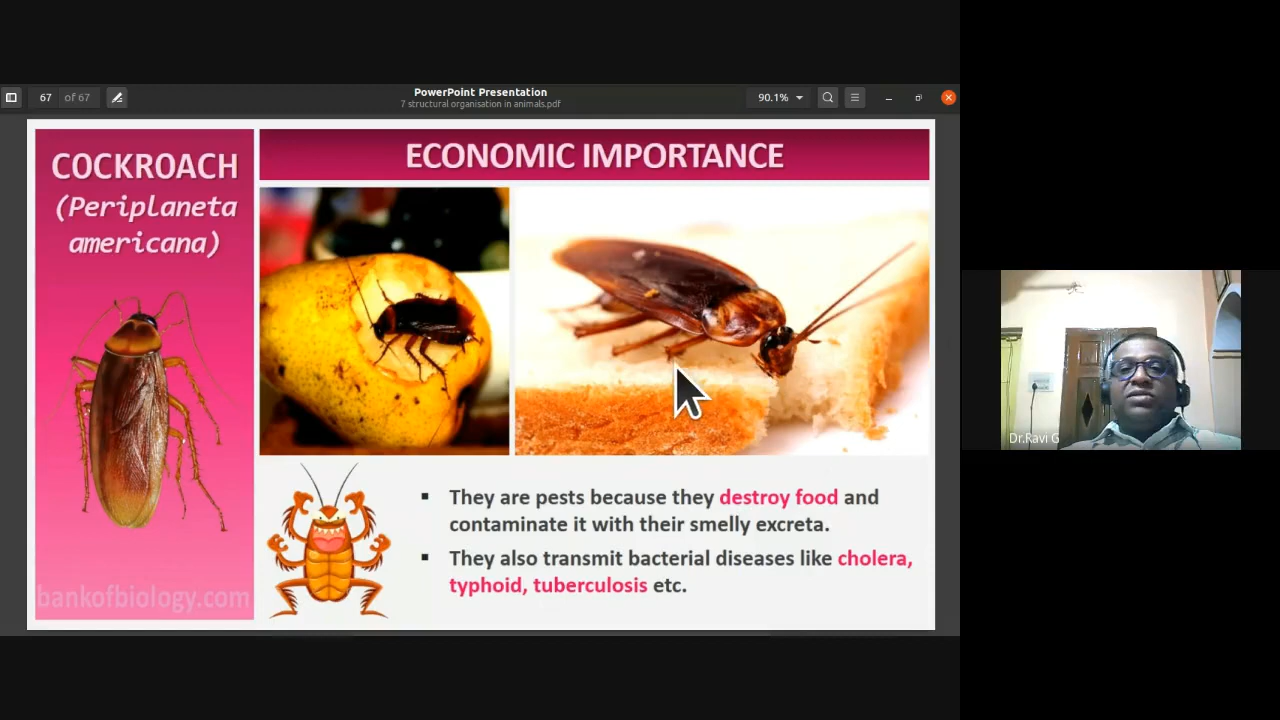 67 of 67
PowerPoint Presentation
7 structural organisation in animals.pdf
90.1%
COCKROACH
(Periplaneta
americana)
bankofbiology.com
ECONOMIC IMPORTANCE
▪ They are pests because they destroy food and
contaminate it with their smelly excreta.
▪ They also transmit bacterial diseases like cholera,
typhoid, tuberculosis etc.
Dr.Ravi G